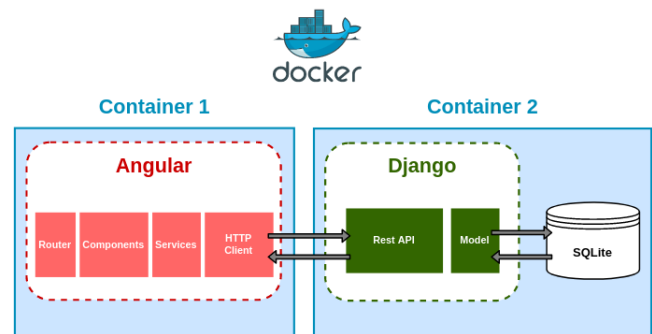 docker
Container 1
Container 2
Angular
Django
Router
Components
Services
HTTP
Client
Rest API
Model
SQLite